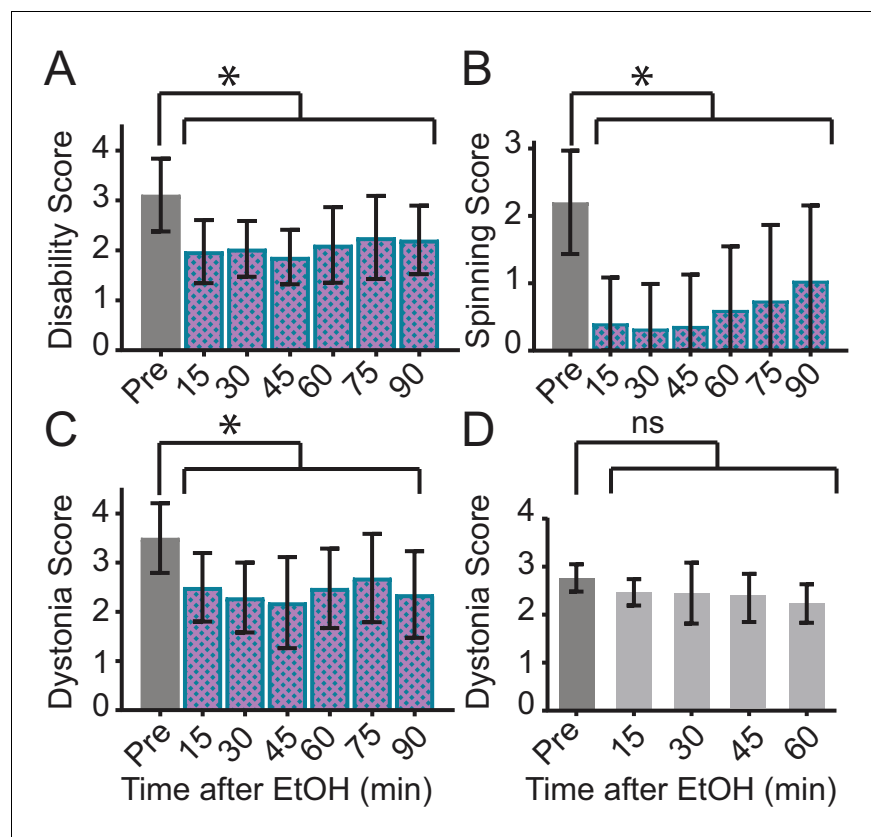 A
*
Disability Score
4
3
2
1
0
Pre
15
30
45
60
75
90
B
*
Spinning Score
3
2
1
0
Pre
15
30
45
60
75
90
C
*
Dystonia Score
4
3
2
1
0
Pre
15
30
45
60
75
90
Time after EtOH (min)
D
ns
Dystonia Score
4
3
2
1
0
Pre
15
30
45
60
Time after EtOH (min)